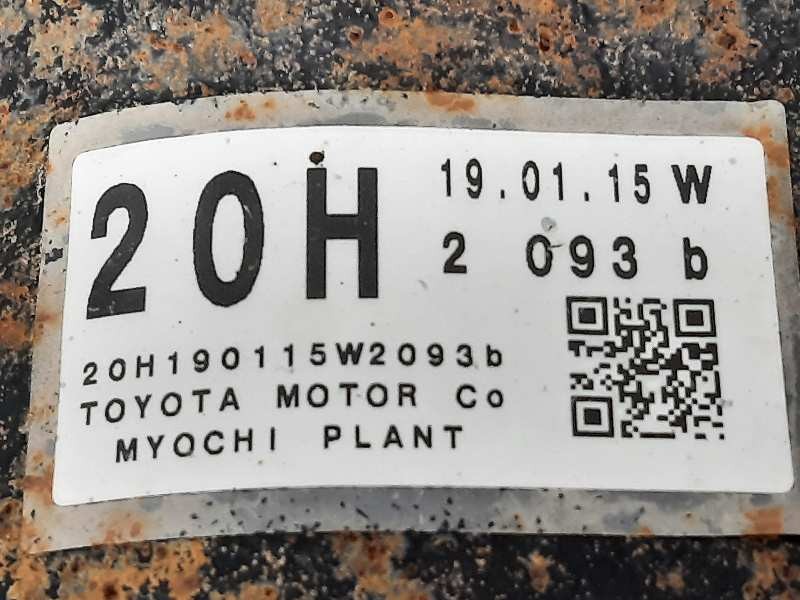 20H 19.01.15 W
2 093 b
20H190115W2093b
TOYOTA MOTOR Co
MYOCHI PLANT